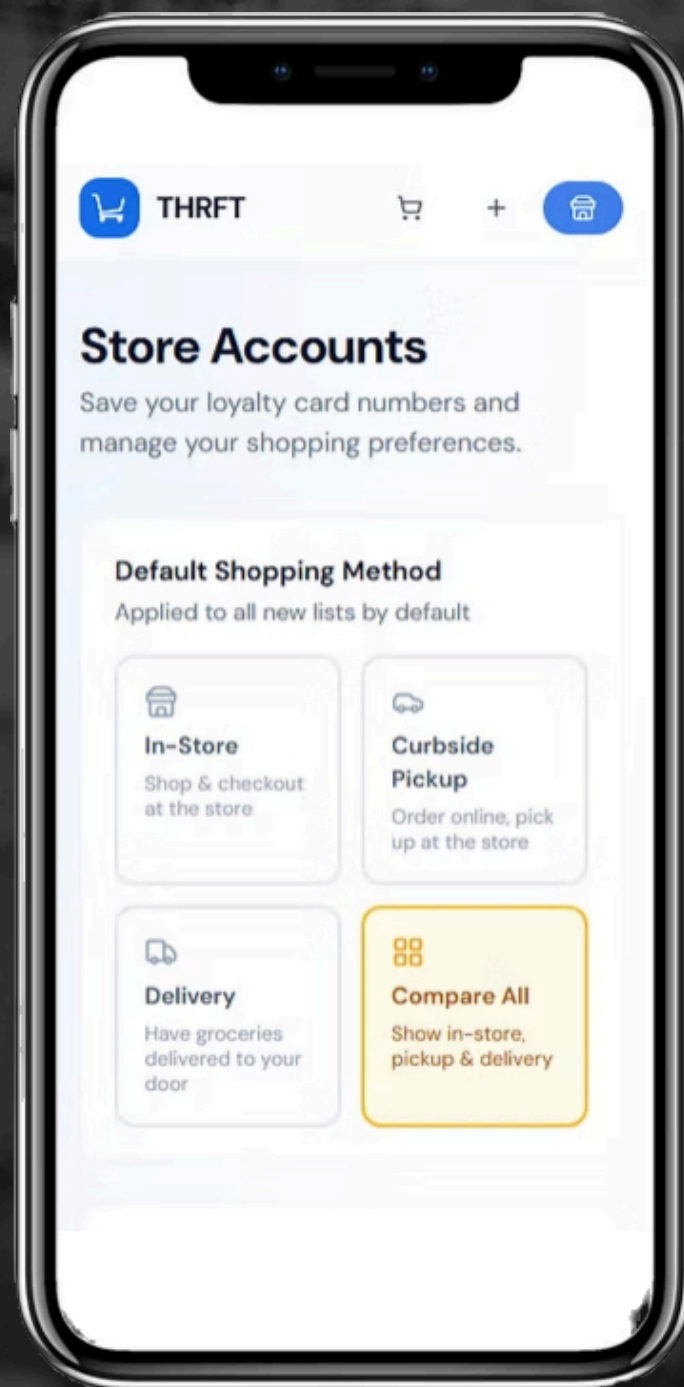 THRFT
Store Accounts
Save your loyalty card numbers and
manage your shopping preferences.
Default Shopping Method
Applied to all new lists by default
In-Store
Shop & checkout
at the store
Curbside
Pickup
Order online, pick
up at the store
Delivery
Have groceries
delivered to your
door
Compare All
Show in-store,
pickup & delivery